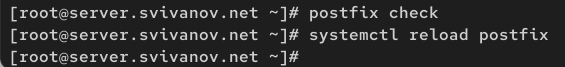 [root@server.svivanov.net ~]# postfix check
[root@server.svivanov.net ~]# systemctl reload postfix
[root@server.svivanov.net ~]#